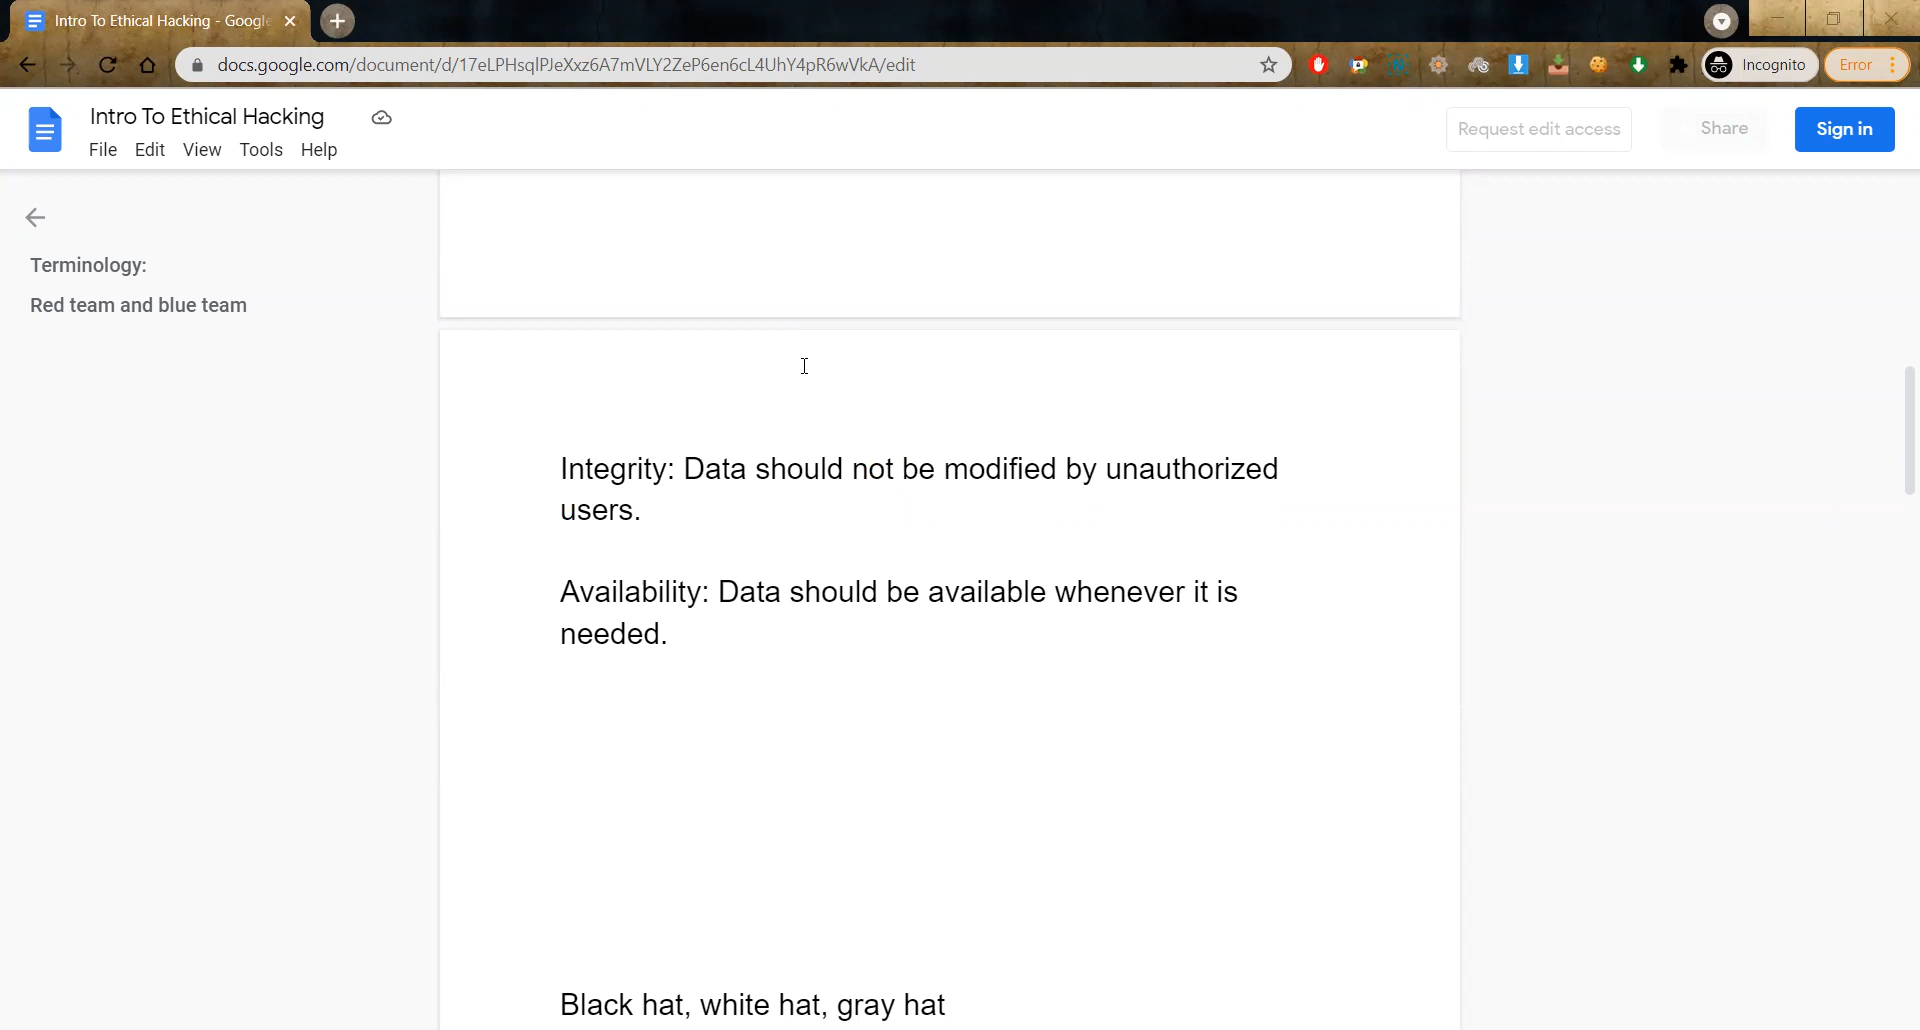 Intro To Ethical Hacking - Google
docs.google.com/document/d/17eLPHsqlPJeXxz6A7mVLY2ZeP6en6cL4UhY4pR6wVkA/edit
Incognito
Error
Intro To Ethical Hacking
File Edit View Tools Help
Request edit access
Share
Sign in
Terminology:
Red team and blue team
Integrity: Data should not be modified by unauthorized
users.
Availability: Data should be available whenever it is
needed.
Black hat, white hat, gray hat